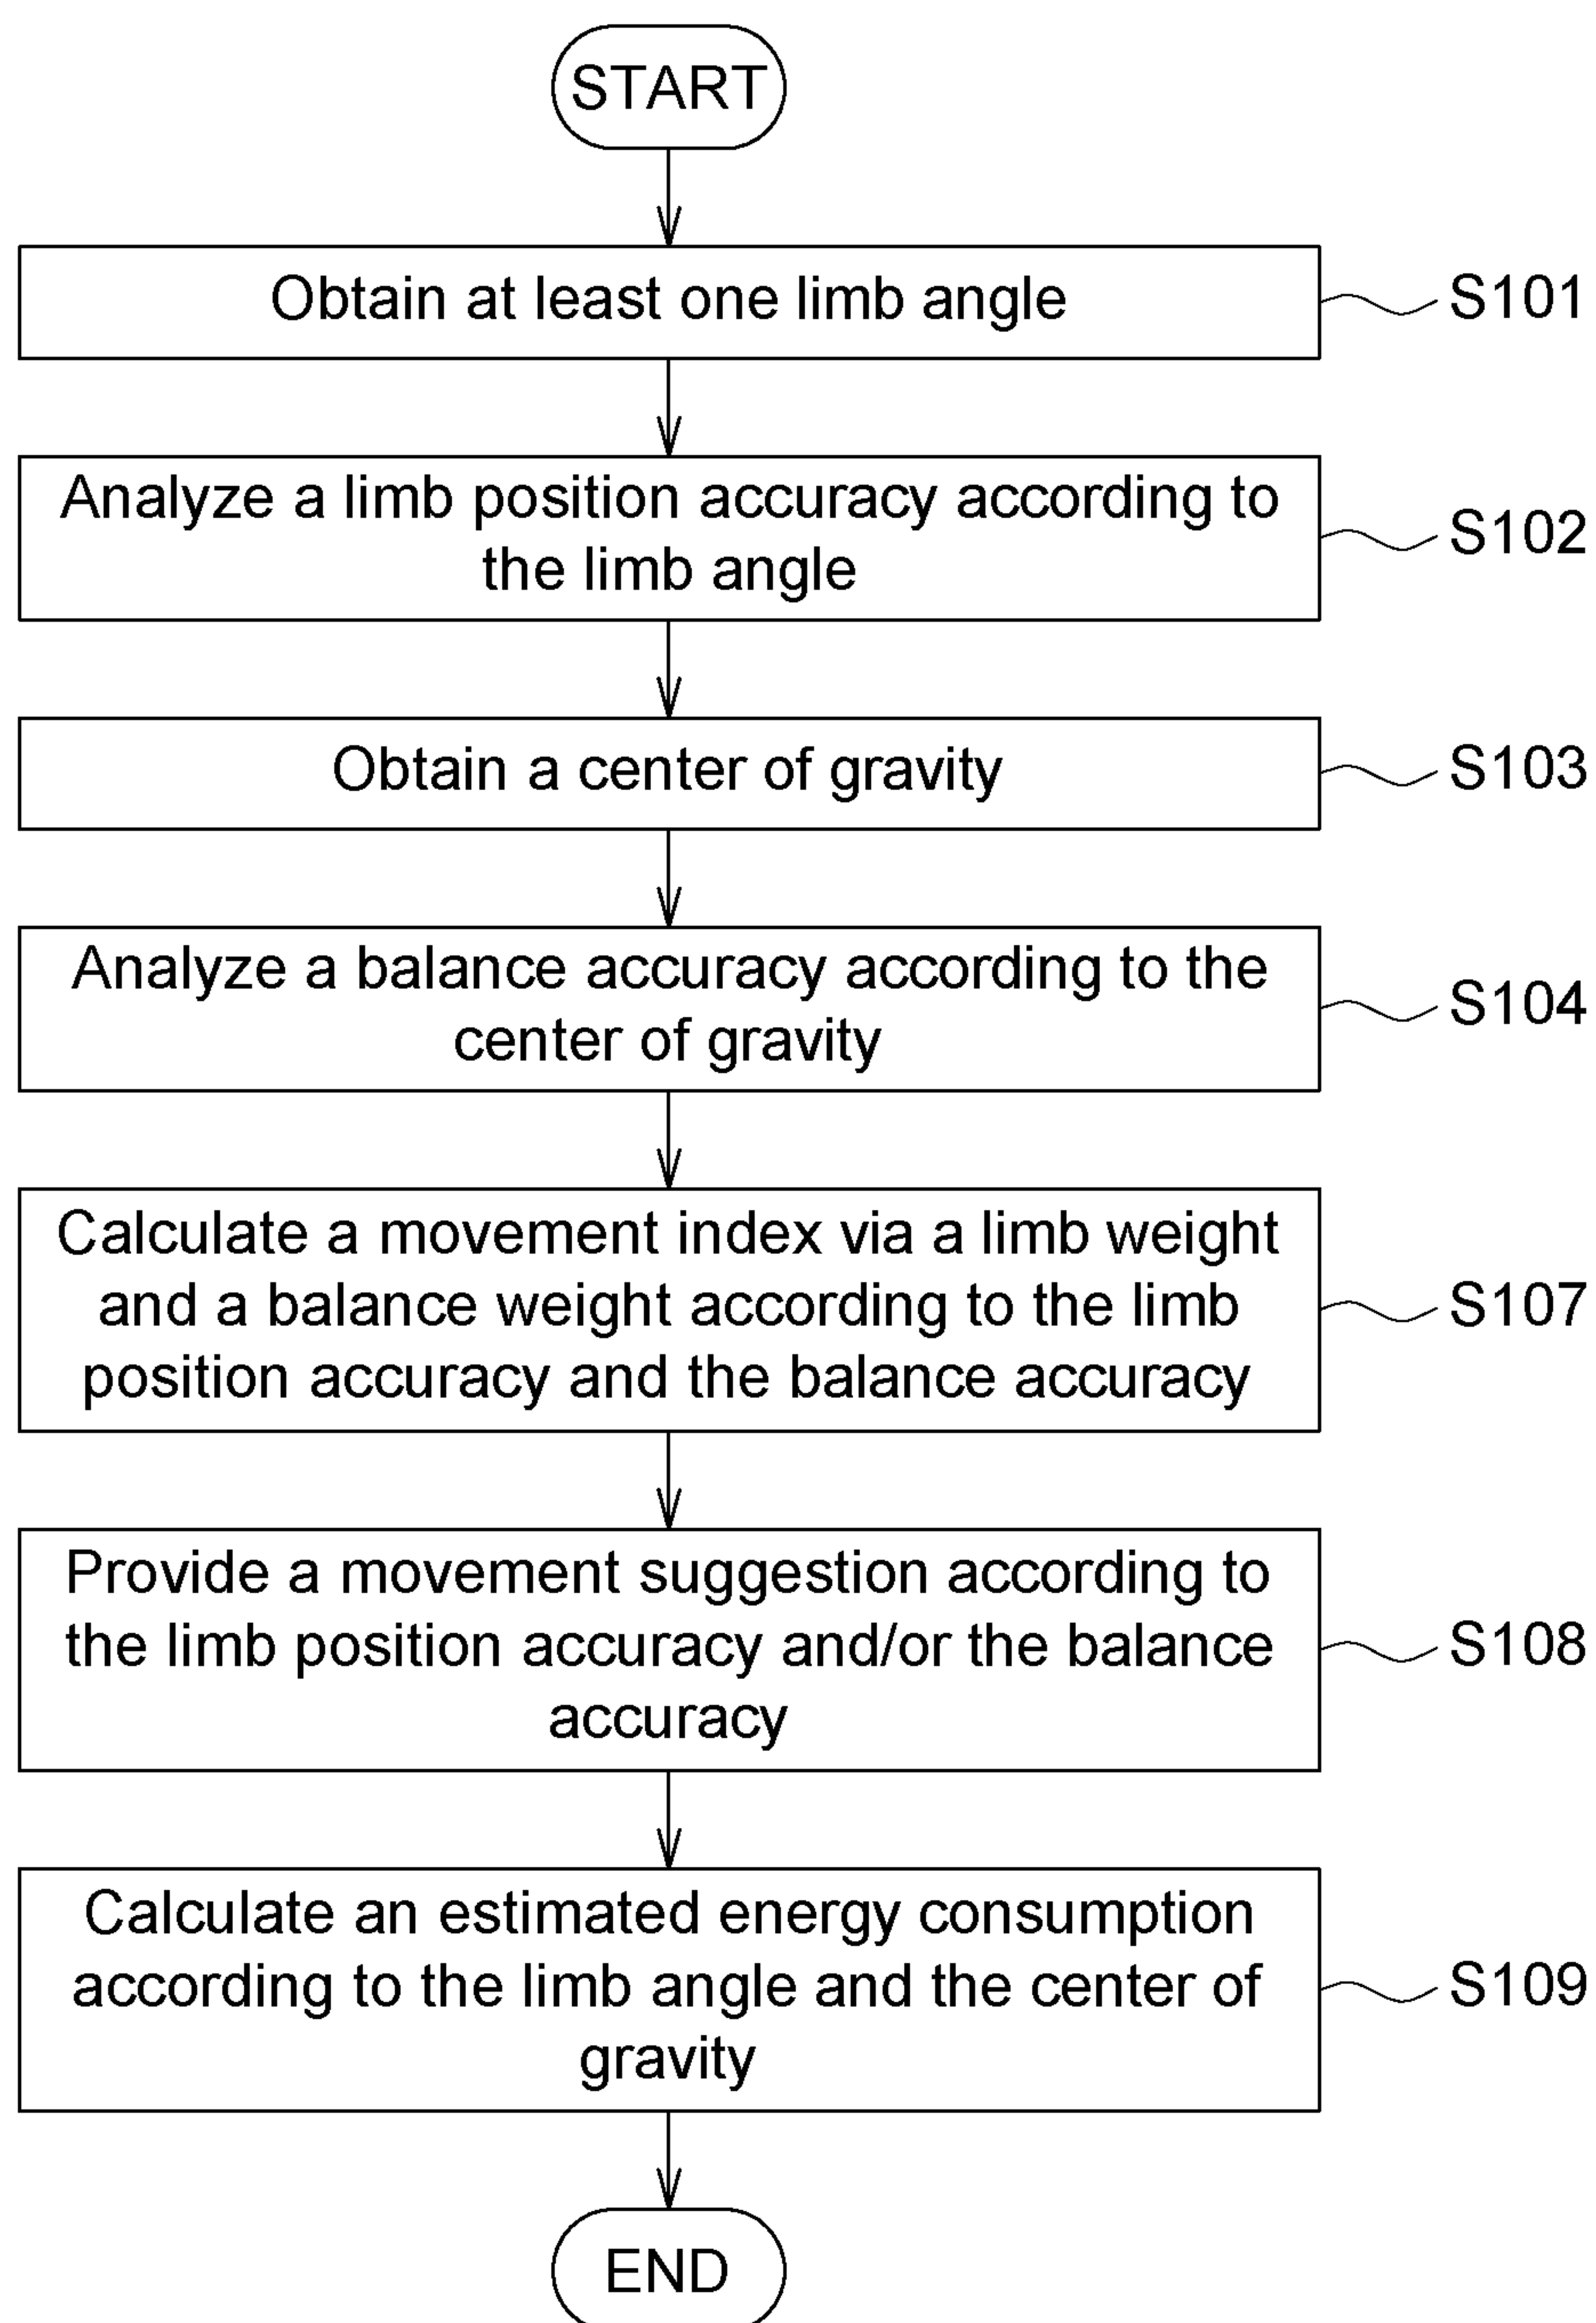 START
Obtain at least one limb angle
S101
Analyze a limb position accuracy according to
the limb angle
S102
Obtain a center of gravity
S103
Analyze a balance accuracy according to the
center of gravity
S104
Calculate a movement index via a limb weight
and a balance weight according to the limb
position accuracy and the balance accuracy
S107
Provide a movement suggestion according to
the limb position accuracy and/or the balance
accuracy
S108
Calculate an estimated energy consumption
according to the limb angle and the center of
gravity
S109
END